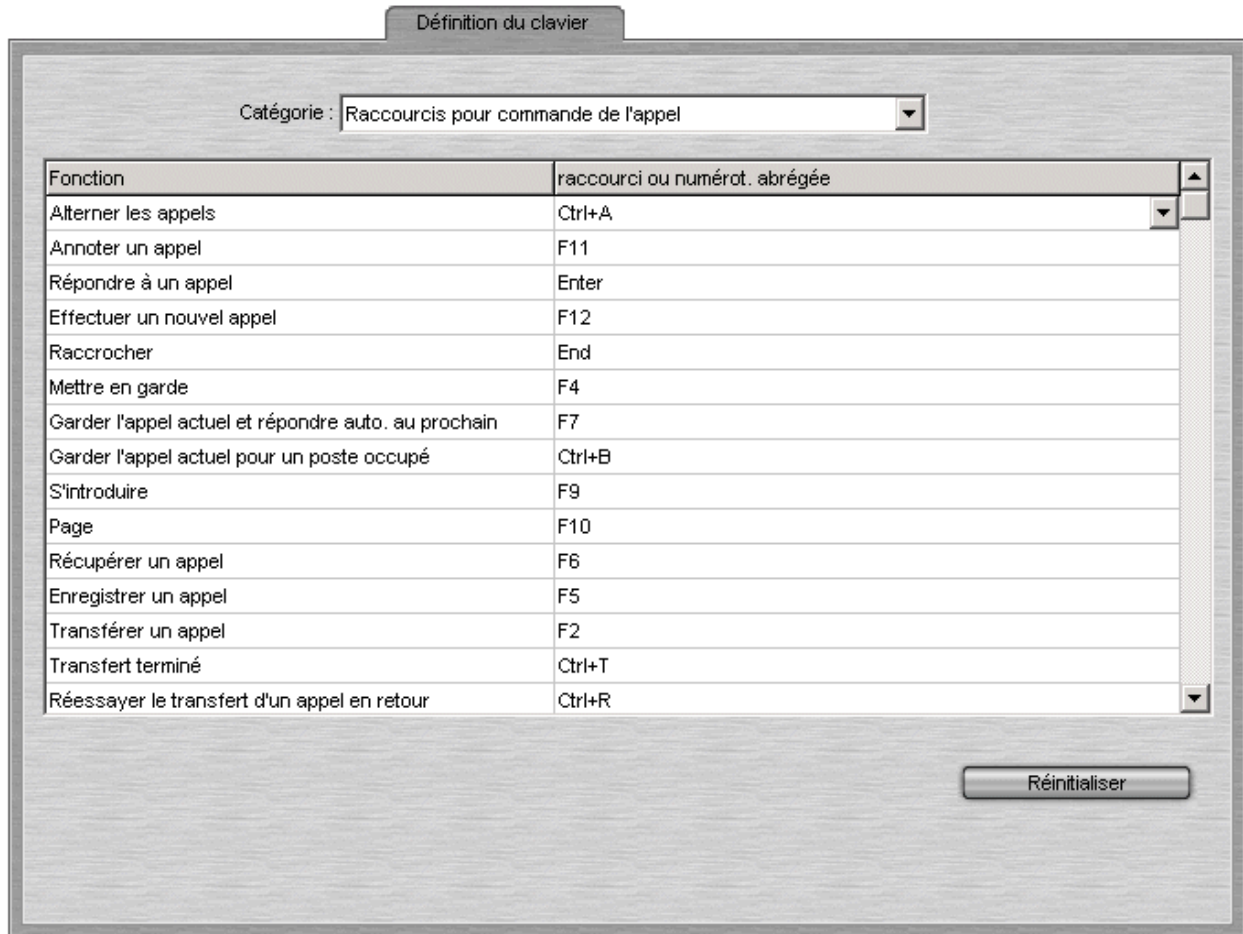 Définition du clavier
Catégorie : Raccourcis pour commande de l'appel
Fonction raccourci ou numérot. abrégée
Alterner les appels Ctrl+A
Annoter un appel F11
Répondre à un appel Enter
Effectuer un nouvel appel F12
Raccrocher End
Mettre en garde F4
Garder l'appel actuel et répondre auto. au prochain F7
Garder l'appel actuel pour un poste occupé Ctrl+B
S'introduire F9
Page F10
Récupérer un appel F6
Enregistrer un appel F5
Transférer un appel F2
Transfert terminé Ctrl+T
Réessayer le transfert d'un appel en retour Ctrl+R
Réinitialiser